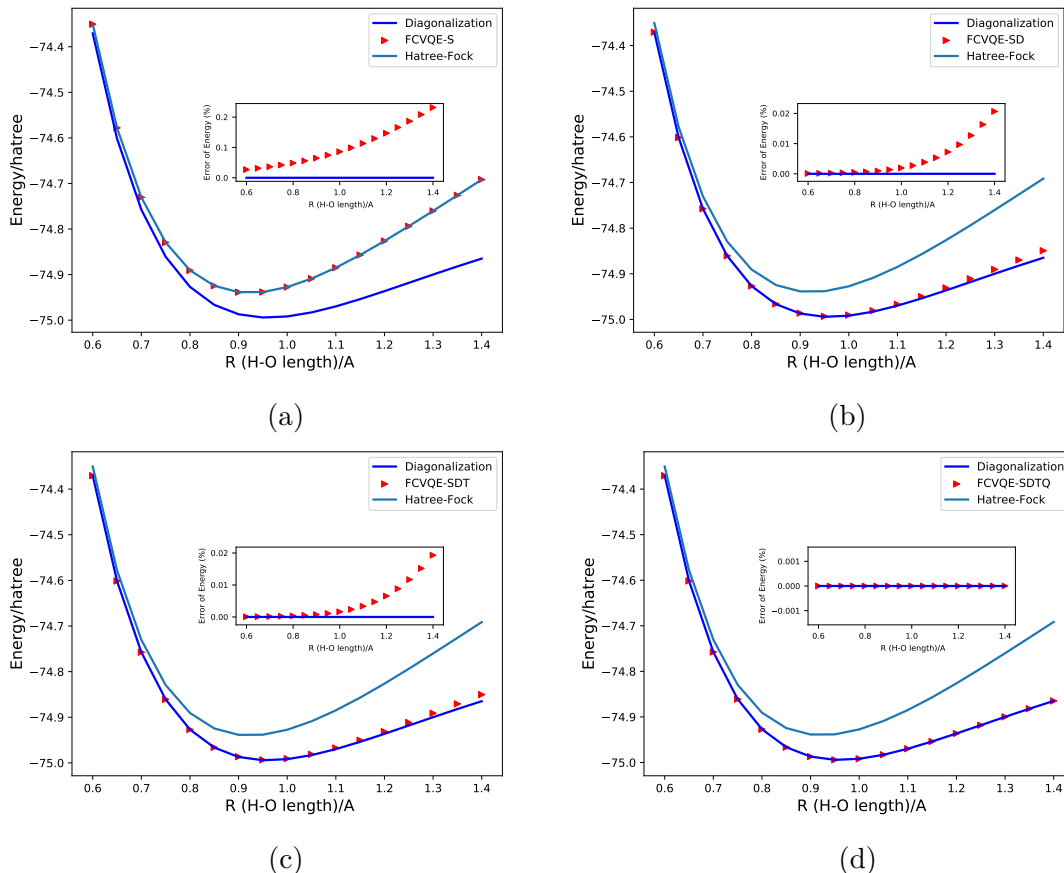 Diagonalization
FCVQE-S
Hatree-Fock
Energy/hatree
−74.4
−74.5
−74.6
−74.7
−74.8
−74.9
−75.0
0.6 0.7 0.8 0.9 1.0 1.1 1.2 1.3 1.4
R (H-O length)/A
Error of Energy (%)
0.2
0.1
0.0
0.6 0.8 1.0 1.2 1.4
R (H-O length)/A
(a)
Diagonalization
FCVQE-SD
Hatree-Fock
Energy/hatree
−74.4
−74.5
−74.6
−74.7
−74.8
−74.9
−75.0
0.6 0.7 0.8 0.9 1.0 1.1 1.2 1.3 1.4
R (H-O length)/A
Error of Energy (%)
0.02
0.01
0.00
0.6 0.8 1.0 1.2 1.4
R (H-O length)/A
(b)
Diagonalization
FCVQE-SDT
Hatree-Fock
Energy/hatree
−74.4
−74.5
−74.6
−74.7
−74.8
−74.9
−75.0
0.6 0.7 0.8 0.9 1.0 1.1 1.2 1.3 1.4
R (H-O length)/A
Error of Energy (%)
0.02
0.01
0.00
0.6 0.8 1.0 1.2 1.4
R (H-O length)/A
(c)
Diagonalization
FCVQE-SDTQ
Hatree-Fock
Energy/hatree
−74.4
−74.5
−74.6
−74.7
−74.8
−74.9
−75.0
0.6 0.7 0.8 0.9 1.0 1.1 1.2 1.3 1.4
R (H-O length)/A
Error of Energy (%)
0.001
0.000
−0.001
0.6 0.8 1.0 1.2 1.4
R (H-O length)/A
(d)